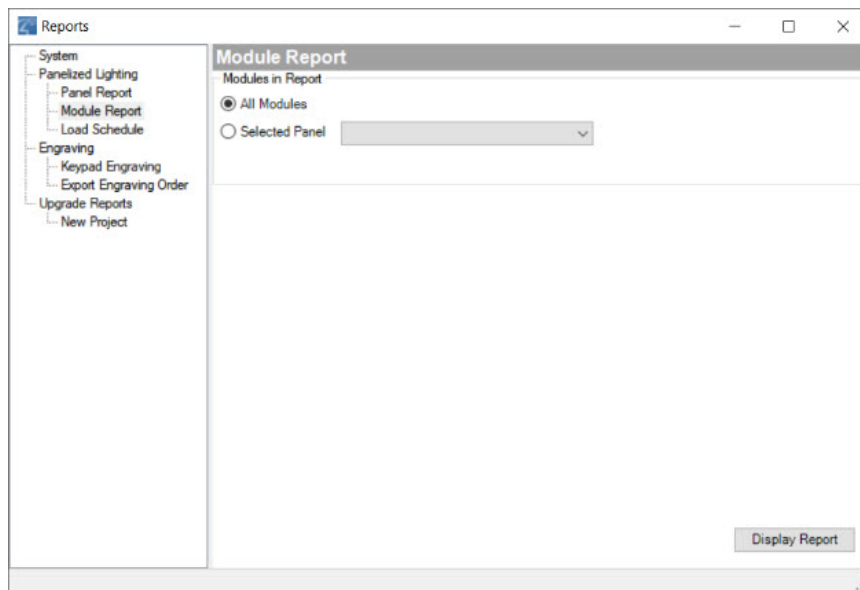 Reports
System
Panelized Lighting
Panel Report
Module Report
Load Schedule
Engraving
Keypad Engraving
Export Engraving Order
Upgrade Reports
New Project
Module Report
Modules in Report
All Modules
Selected Panel
Display Report